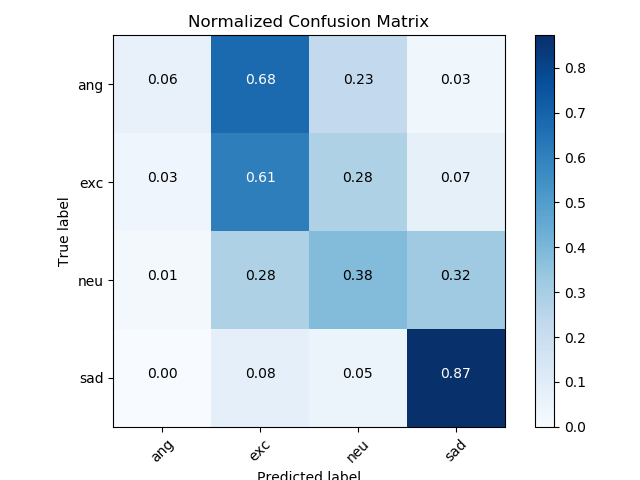 Normalized Confusion Matrix
True label
ang 0.06 0.68 0.23 0.03
exc 0.03 0.61 0.28 0.07
neu 0.01 0.28 0.38 0.32
sad 0.00 0.08 0.05 0.87
ang exc neu sad
Predicted label
0.8
0.7
0.6
0.5
0.4
0.3
0.2
0.1
0.0